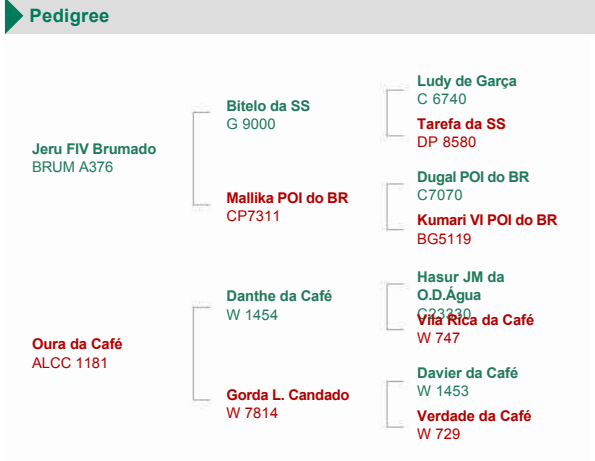 Pedigree
Jeru FIV Brumado
BRUM A376
Bitelo da SS
G 9000
Ludy de Garça
C 6740
Tarefa da SS
DP 8580
Mallika POI do BR
CP7311
Dugal POI do BR
C7070
Kumari VI POI do BR
BG5119
Oura da Café
ALCC 1181
Danthe da Café
W 1454
Hasur JM da
O.D.Água
C23330
Vila Rica da Café
W 747
Gorda L. Candado
W 7814
Davier da Café
W 1453
Verdade da Café
W 729